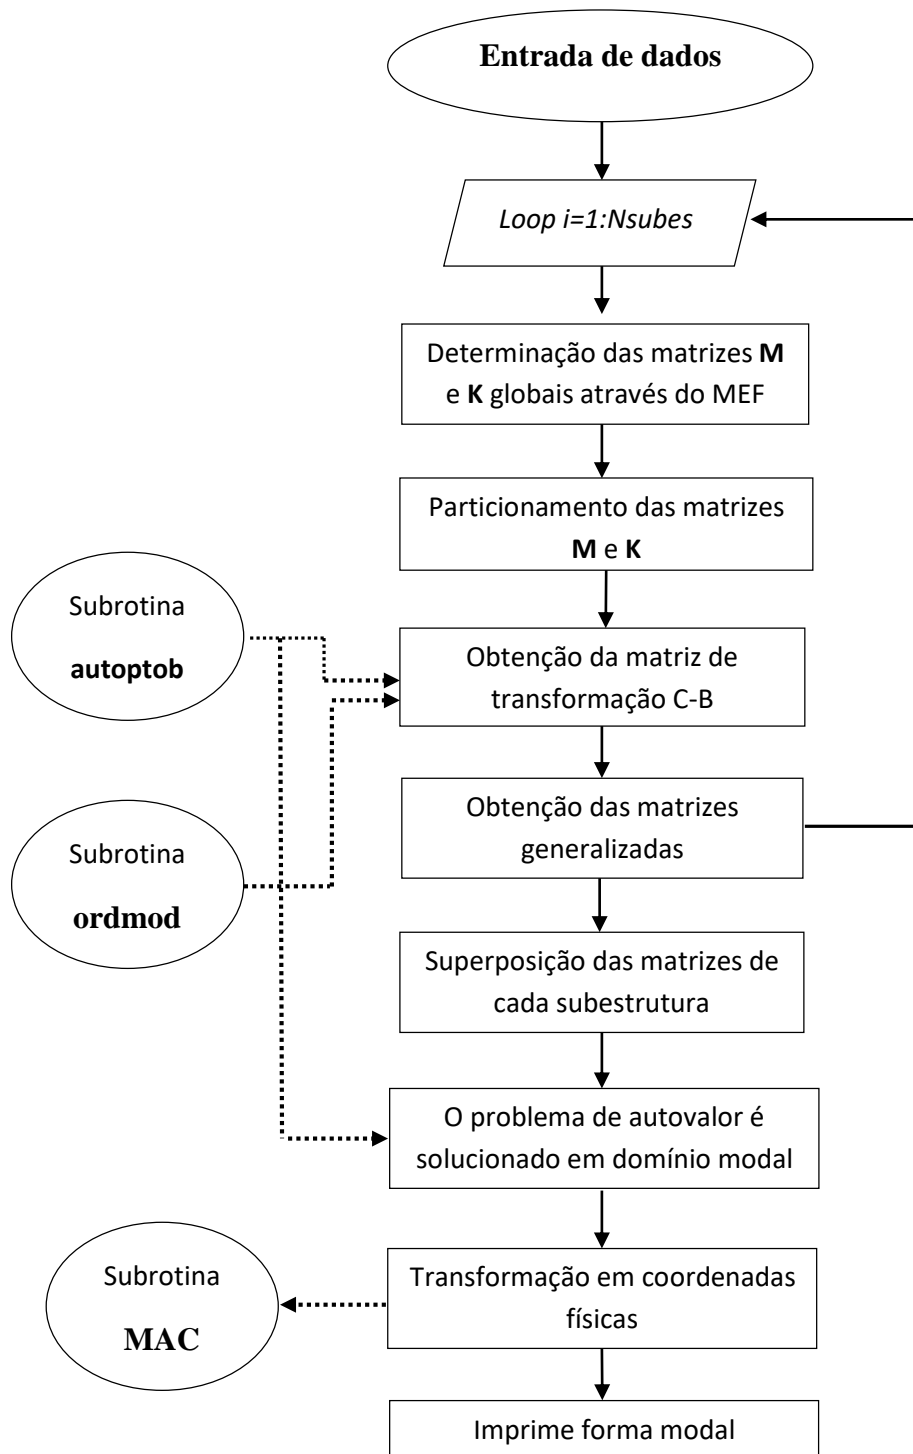 Entrada de dados
Loop i=1:Nsubes
Determinação das matrizes M
e K globais através do MEF
Particionamento das matrizes
M e K
Subrotina
autoptob
Obtenção da matriz de
transformação C-B
Obtenção das matrizes
generalizadas
Subrotina
ordmod
Superposição das matrizes de
cada subestrutura
O problema de autovalor é
solucionado em domínio modal
Transformação em coordenadas
físicas
Subrotina
MAC
Imprime forma modal